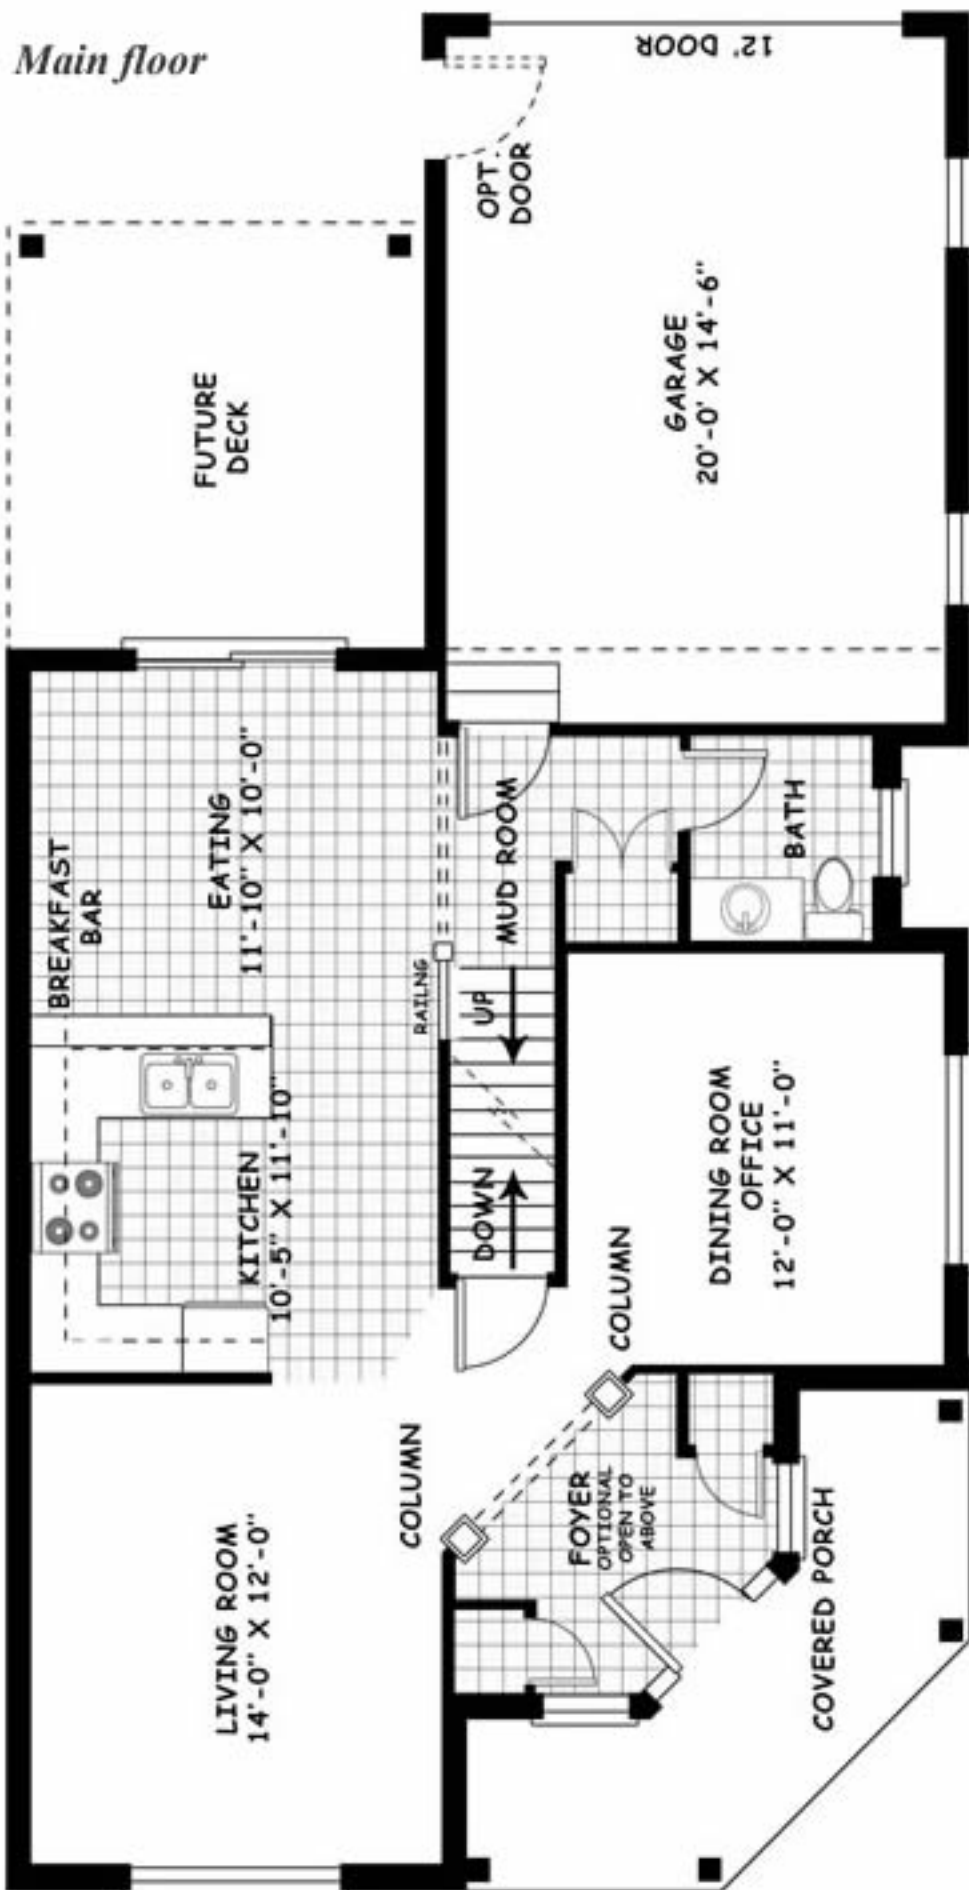 Main floor
12' DOOR
OPT.
DOOR
FUTURE
DECK
GARAGE
20'-0' X 14'-6"
BREAKFAST
BAR
EATING
11'-10" X 10'-0"
MUD ROOM
BATH
RAILNG
UP
DOWN
KITCHEN
10'-5" X 11'-10"
DINING ROOM
OFFICE
12'-0" X 11'-0"
COLUMN
COLUMN
LIVING ROOM
14'-0" X 12'-0"
FOYER
OPTIONAL
OPEN TO
ABOVE
COVERED PORCH